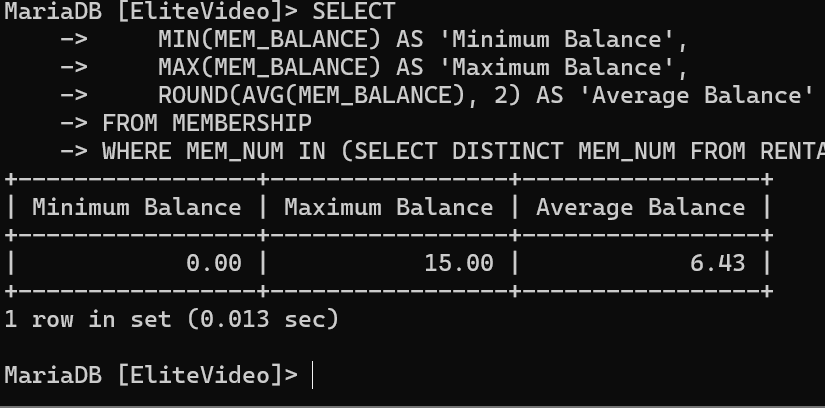 MariaDB [EliteVideo]> SELECT
    ->     MIN(MEM_BALANCE) AS 'Minimum Balance',
    ->     MAX(MEM_BALANCE) AS 'Maximum Balance',
    ->     ROUND(AVG(MEM_BALANCE), 2) AS 'Average Balance'
    -> FROM MEMBERSHIP
    -> WHERE MEM_NUM IN (SELECT DISTINCT MEM_NUM FROM RENTA
+-----------------+-----------------+-----------------+
| Minimum Balance | Maximum Balance | Average Balance |
+-----------------+-----------------+-----------------+
|            0.00 |           15.00 |            6.43 |
+-----------------+-----------------+-----------------+
1 row in set (0.013 sec)
MariaDB [EliteVideo]>